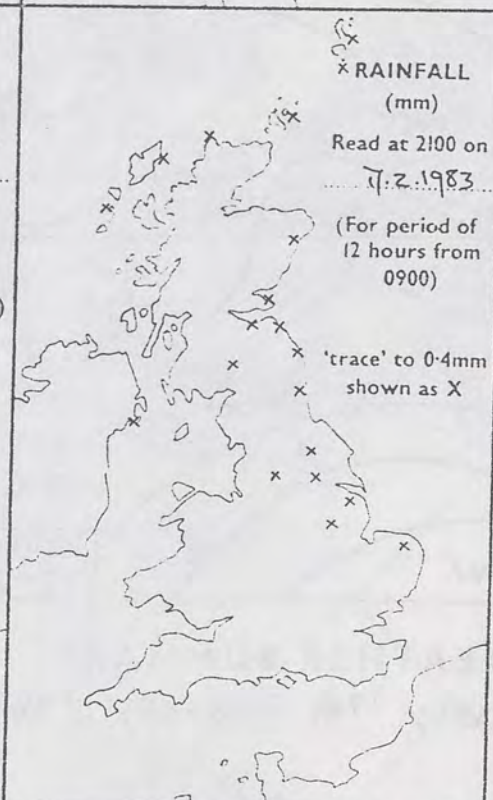 RAINFALL
(mm)
Read at 2100 on
17.2.1983
(For period of
12 hours from
0900)
'trace' to 0·4mm
shown as X